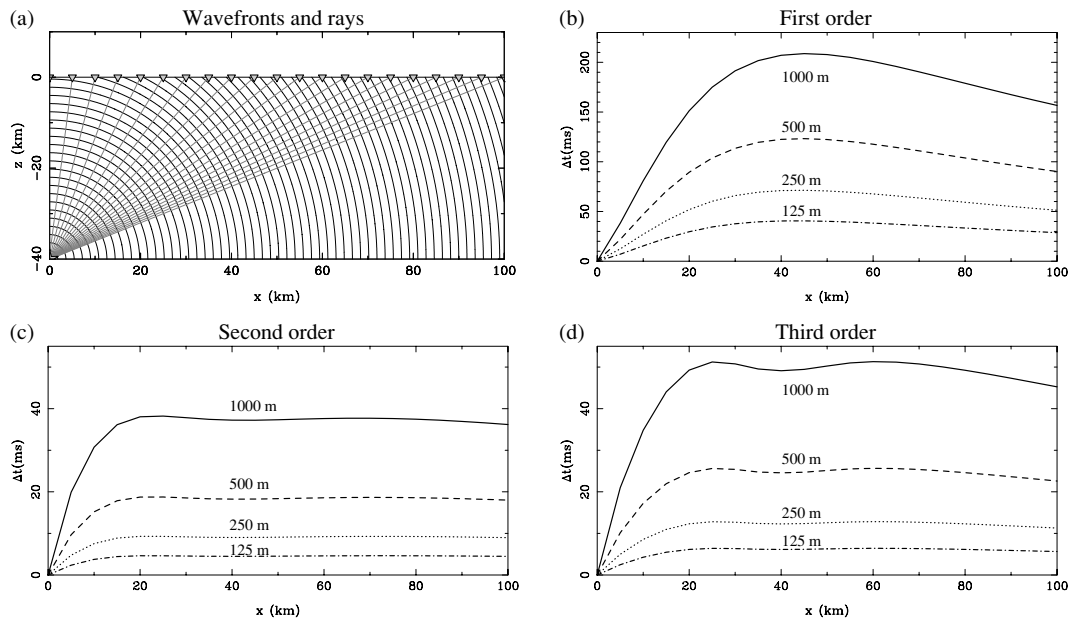 (a) Wavefronts and rays
0 20 40 60 80 100
0
−20
−40
z (km)
x (km)
(b) First order
200
150
100
50
0
Δt(ms)
1000 m
500 m
250 m
125 m
0 20 40 60 80 100
x (km)
(c) Second order
40
20
0
Δt(ms)
1000 m
500 m
250 m
125 m
0 20 40 60 80 100
x (km)
(d) Third order
40
20
0
Δt(ms)
1000 m
500 m
250 m
125 m
0 20 40 60 80 100
x (km)